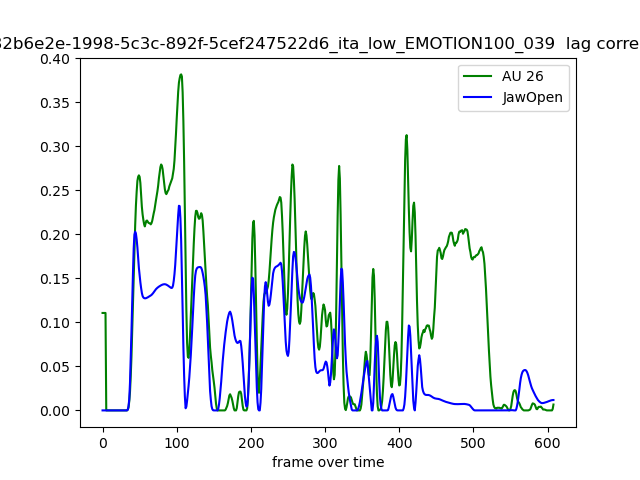 32b6e2e-1998-5c3c-892f-5cef247522d6_ita_low_EMOTION100_039 lag corre
0.40
0.35
0.30
0.25
0.20
0.15
0.10
0.05
0.00
AU 26
JawOpen
0 100 200 300 400 500 600
frame over time